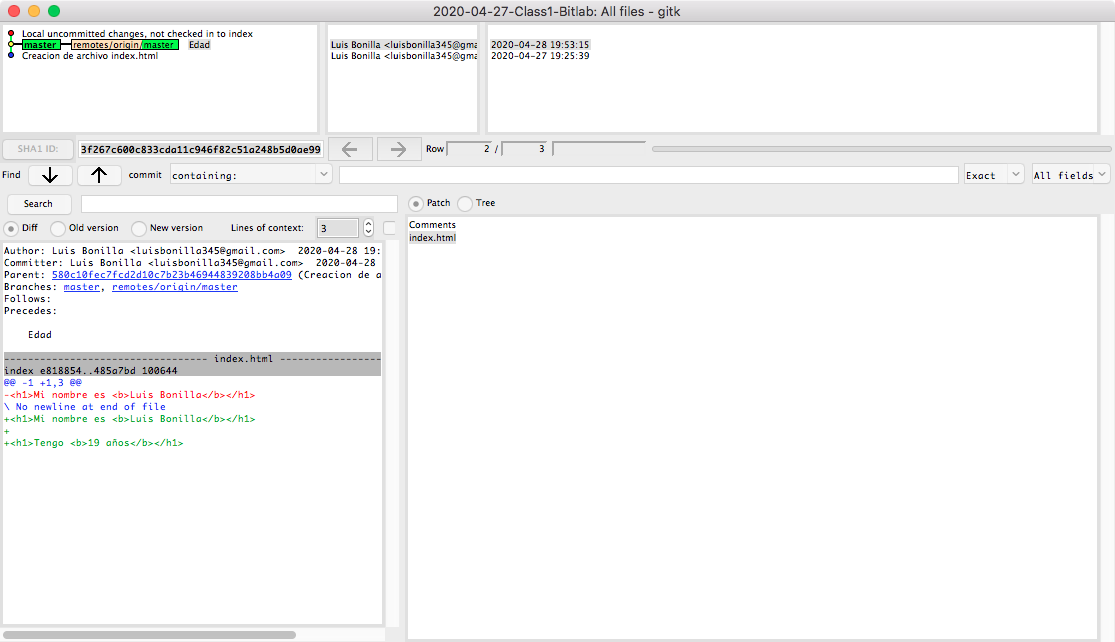 2020-04-27-Class1-Bitlab: All files - gitk
Local uncommitted changes, not checked in to index
master remotes/origin/master Edad
Luis Bonilla <luisbonilla345@gma 2020-04-28 19:53:15
Creacion de archivo index.html
Luis Bonilla <luisbonilla345@gma 2020-04-27 19:25:39
SHA1 ID: 3f267c600c833cda11c946f82c51a248b5d0ae99 Row 2 / 3
Find commit containing: Exact All fields
Search
Patch Tree
Diff Old version New version Lines of context: 3
Comments
index.html
Author: Luis Bonilla <luisbonilla345@gmail.com> 2020-04-28 19:
Committer: Luis Bonilla <luisbonilla345@gmail.com> 2020-04-28
Parent: 580c10fec7fcd2d10c7b23b46944839208bb4a09 (Creacion de a
Branches: master, remotes/origin/master
Follows:
Precedes:
Edad
---------------------------------- index.html -----------------
index e818854..485a7bd 100644
@@ -1 +1,3 @@
-<h1>Mi nombre es <b>Luis Bonilla</b></h1>
\ No newline at end of file
+<h1>Mi nombre es <b>Luis Bonilla</b></h1>
+
+<h1>Tengo <b>19 años</b></h1>